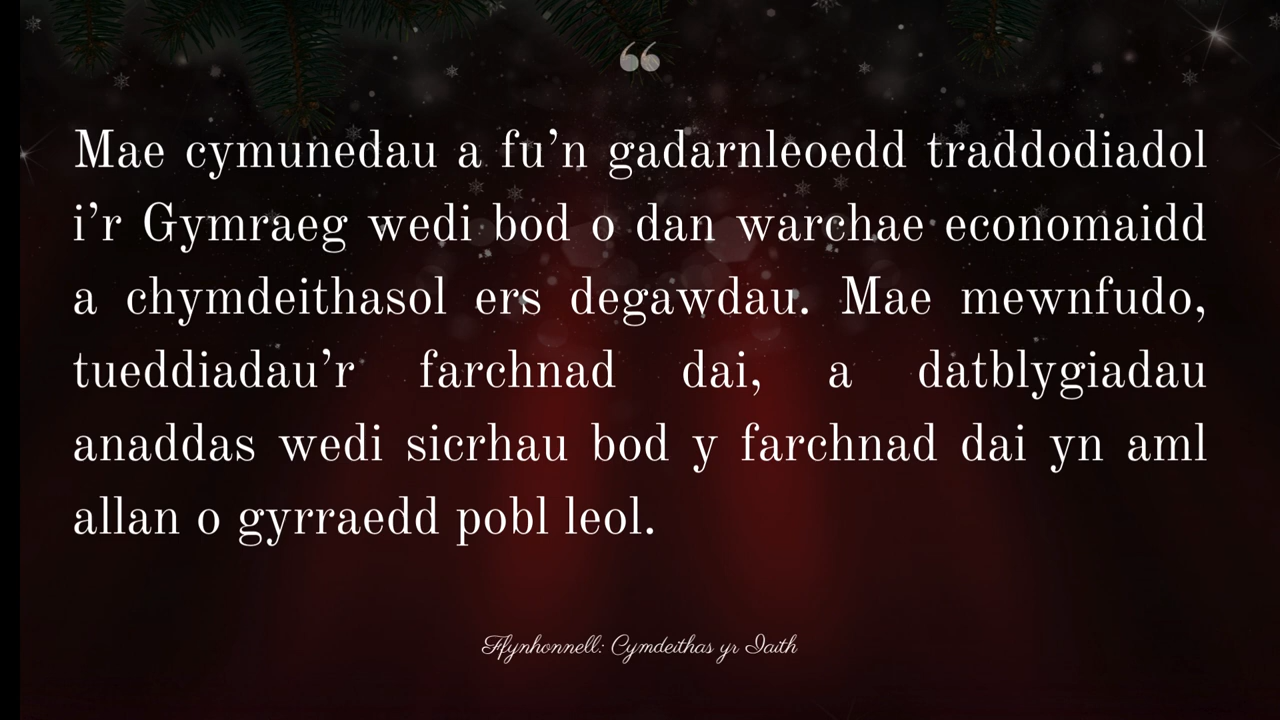 “
Mae cymunedau a fu’n gadarnleoedd traddodiadol
i’r Gymraeg wedi bod o dan warchae economaidd
a chymdeithasol ers degawdau. Mae mewnfudo,
tueddiadau’r farchnad dai, a datblygiadau
anaddas wedi sicrhau bod y farchnad dai yn aml
allan o gyrraedd pobl leol.
Ffynhonnell: Cymdeithas yr Iaith